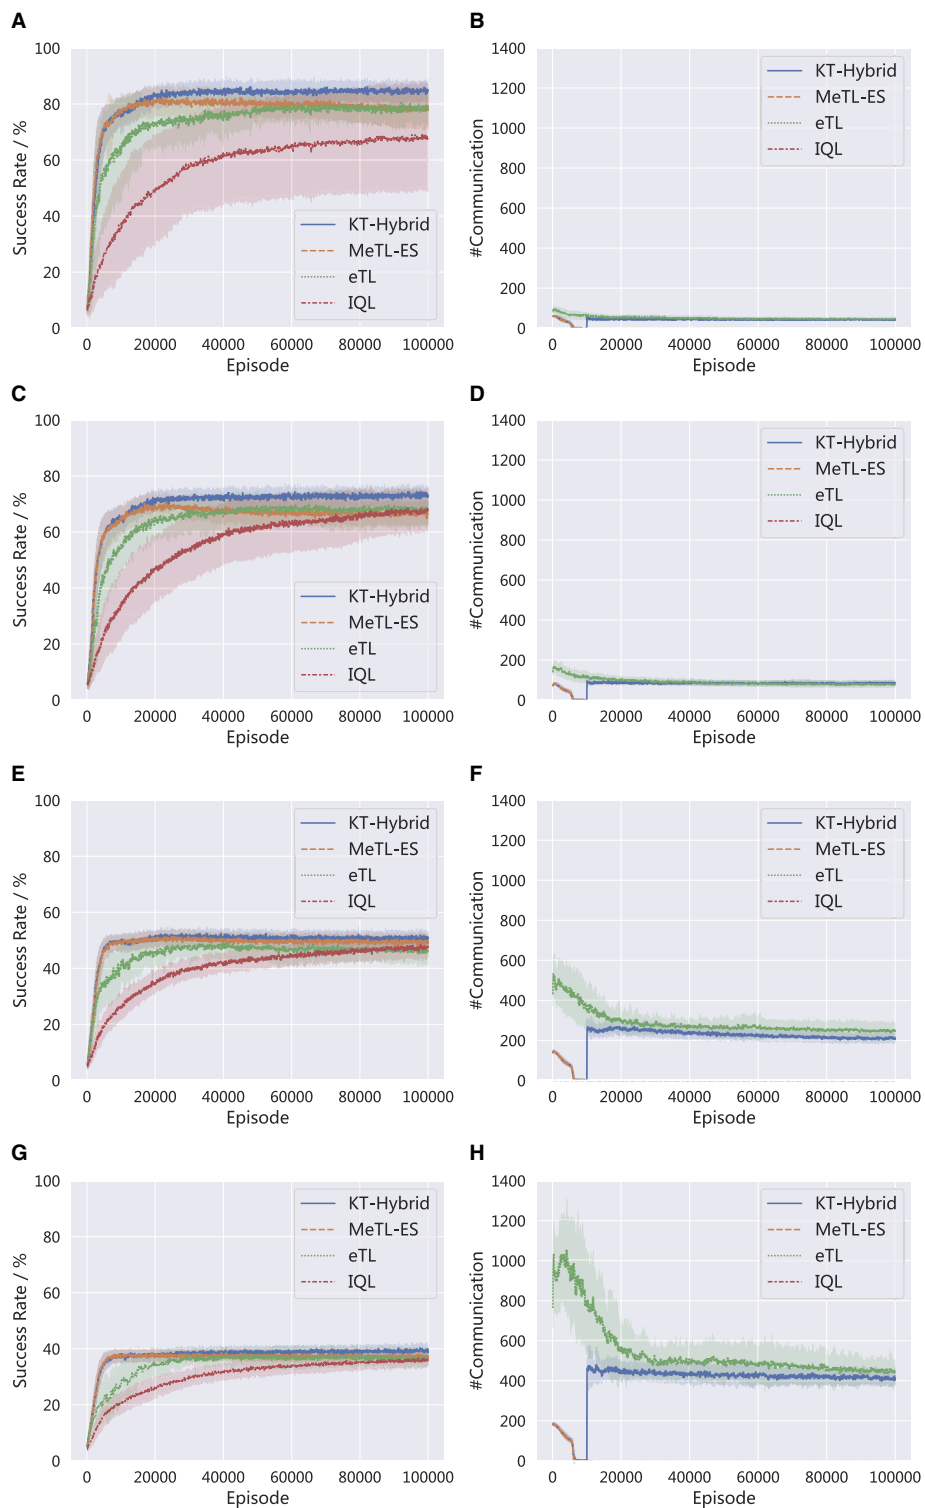 A
Success Rate / %
100
80
60
40
20
0
KT-Hybrid
MeTL-ES
eTL
IQL
0 20000 40000 60000 80000 100000
Episode
B
#Communication
1400
1200
1000
800
600
400
200
0
KT-Hybrid
MeTL-ES
eTL
IQL
0 20000 40000 60000 80000 100000
Episode
C
Success Rate / %
100
80
60
40
20
0
KT-Hybrid
MeTL-ES
eTL
IQL
0 20000 40000 60000 80000 100000
Episode
D
#Communication
1400
1200
1000
800
600
400
200
0
KT-Hybrid
MeTL-ES
eTL
IQL
0 20000 40000 60000 80000 100000
Episode
E
Success Rate / %
100
80
60
40
20
0
KT-Hybrid
MeTL-ES
eTL
IQL
0 20000 40000 60000 80000 100000
Episode
F
#Communication
1400
1200
1000
800
600
400
200
0
KT-Hybrid
MeTL-ES
eTL
IQL
0 20000 40000 60000 80000 100000
Episode
G
Success Rate / %
100
80
60
40
20
0
KT-Hybrid
MeTL-ES
eTL
IQL
0 20000 40000 60000 80000 100000
Episode
H
#Communication
1400
1200
1000
800
600
400
200
0
KT-Hybrid
MeTL-ES
eTL
IQL
0 20000 40000 60000 80000 100000
Episode